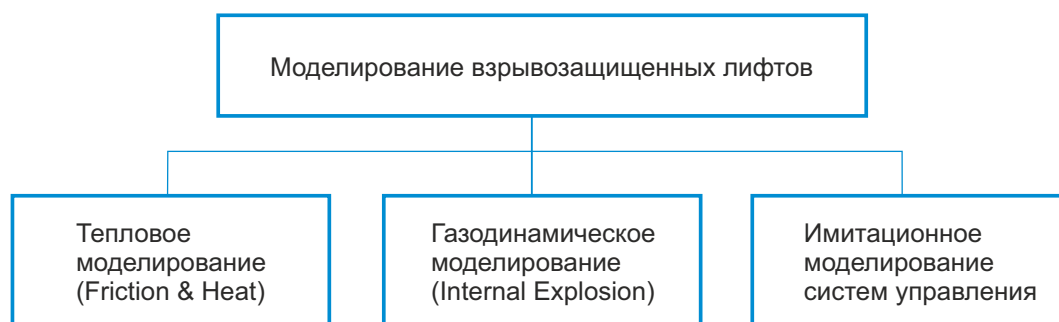 Моделирование взрывозащищенных лифтов
Тепловое
моделирование
(Friction & Heat)
Газодинамическое
моделирование
(Internal Explosion)
Имитационное
моделирование
систем управления